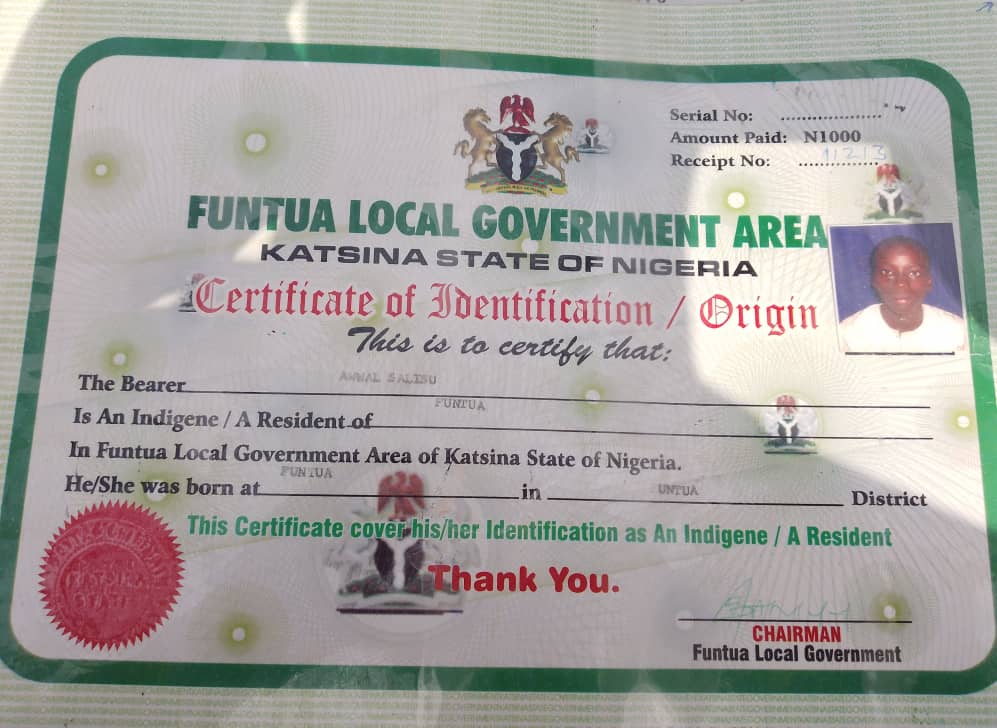 Serial No: ....................
Amount Paid: N1000
Receipt No: 11213
FUNTUA LOCAL GOVERNMENT AREA
KATSINA STATE OF NIGERIA
Certificate of Identification / Origin
This is to certify that:
The Bearer AWWAL SALISU
Is An Indigene / A Resident of FUNTUA
In Funtua Local Government Area of Katsina State of Nigeria.
He/She was born at FUNTUA in UNTUA District
This Certificate cover his/her Identification as An Indigene / A Resident
Thank You.
CHAIRMAN
Funtua Local Government